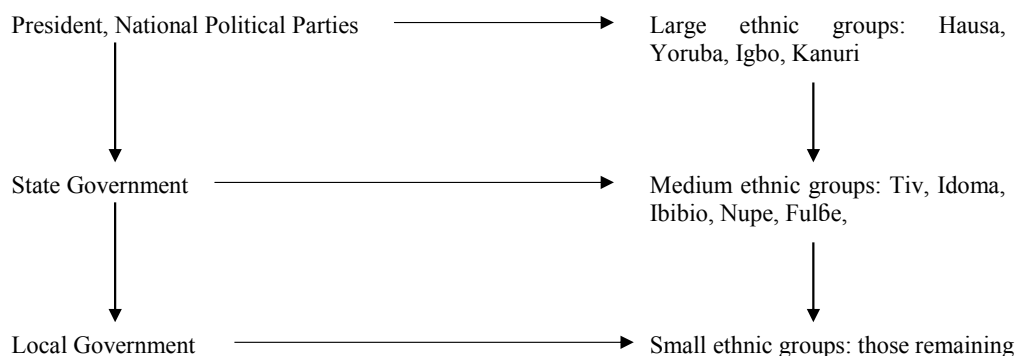 President, National Political Parties
Large ethnic groups: Hausa,
Yoruba, Igbo, Kanuri
State Government
Medium ethnic groups: Tiv, Idoma,
Ibibio, Nupe, Fulɓe,
Local Government
Small ethnic groups: those remaining